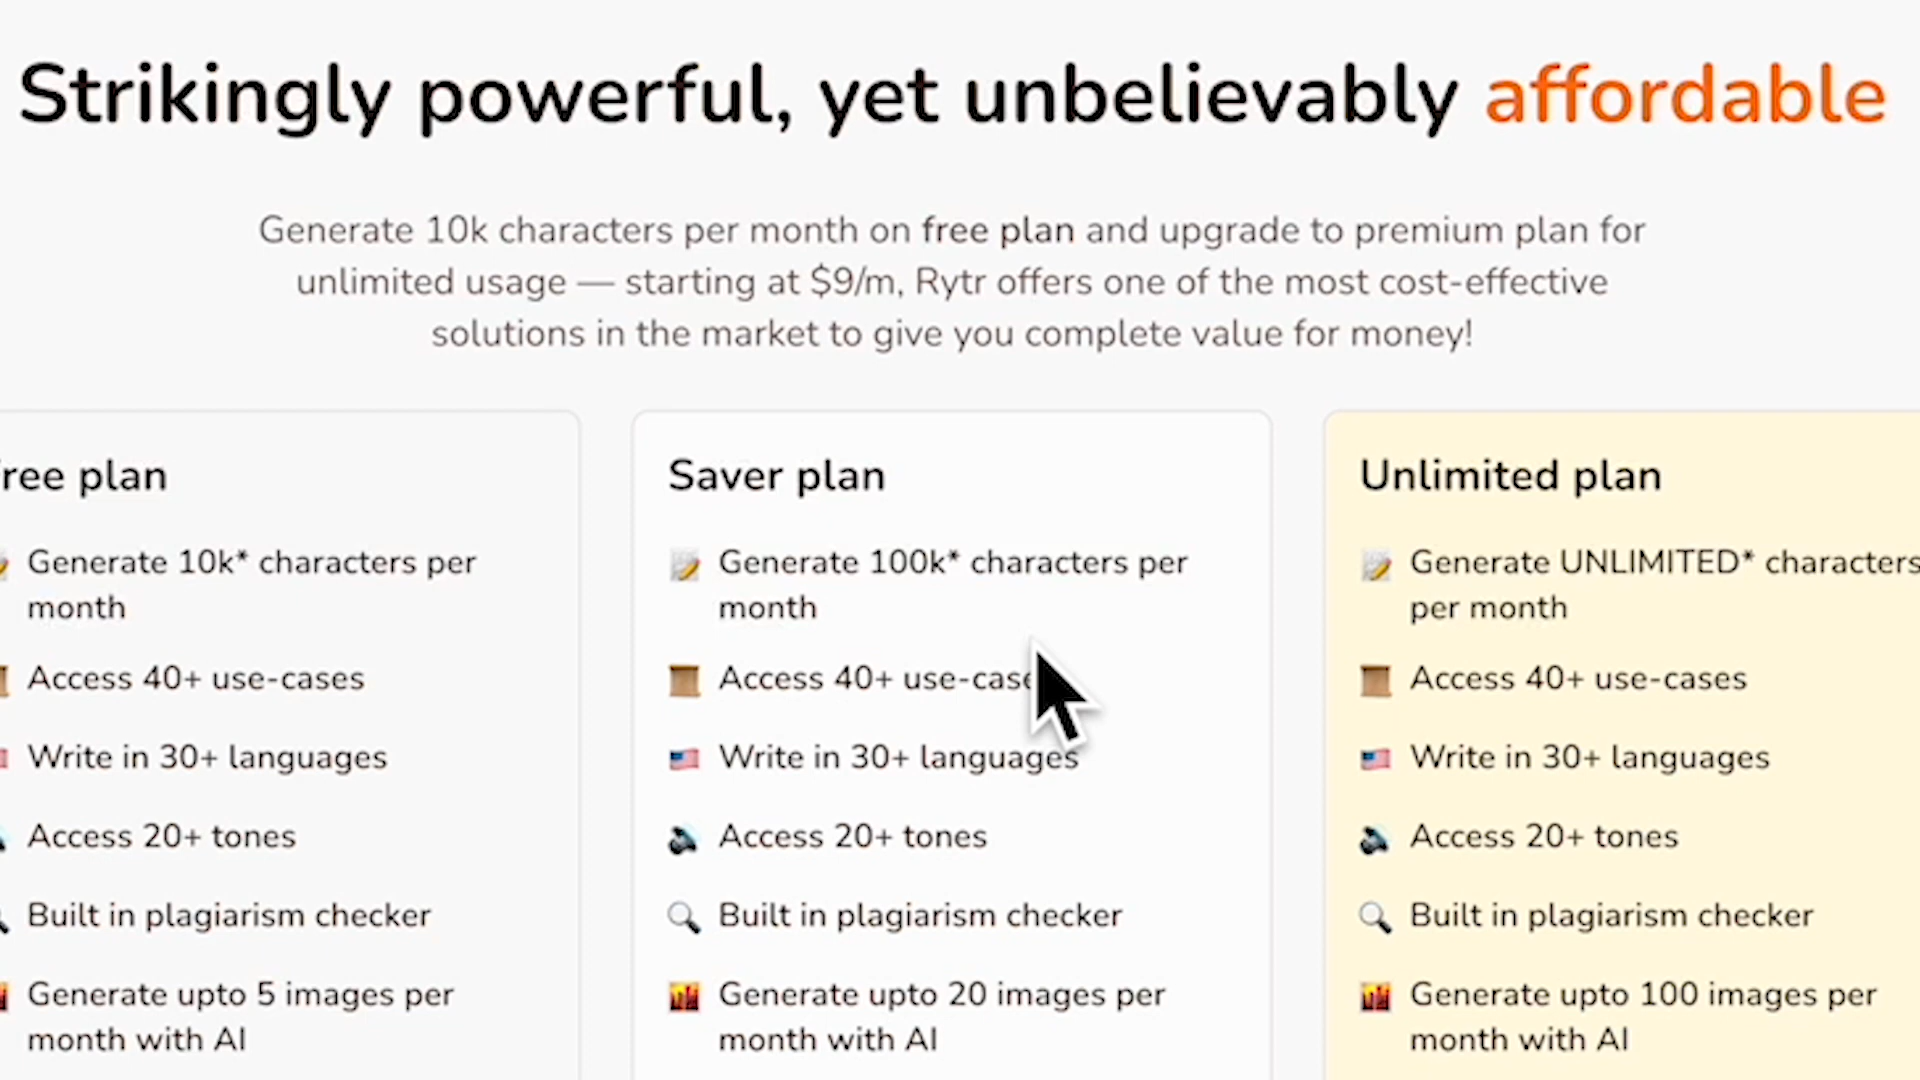 Strikingly powerful, yet unbelievably affordable
Generate 10k characters per month on free plan and upgrade to premium plan for
unlimited usage — starting at $9/m, Rytr offers one of the most cost-effective
solutions in the market to give you complete value for money!
ree plan
Generate 10k* characters per
month
Access 40+ use-cases
Write in 30+ languages
Access 20+ tones
Built in plagiarism checker
Generate upto 5 images per
month with AI
Saver plan
Generate 100k* characters per
month
Access 40+ use-cas
Write in 30+ languages
Access 20+ tones
Built in plagiarism checker
Generate upto 20 images per
month with AI
Unlimited plan
Generate UNLIMITED* characters
per month
Access 40+ use-cases
Write in 30+ languages
Access 20+ tones
Built in plagiarism checker
Generate upto 100 images per
month with AI